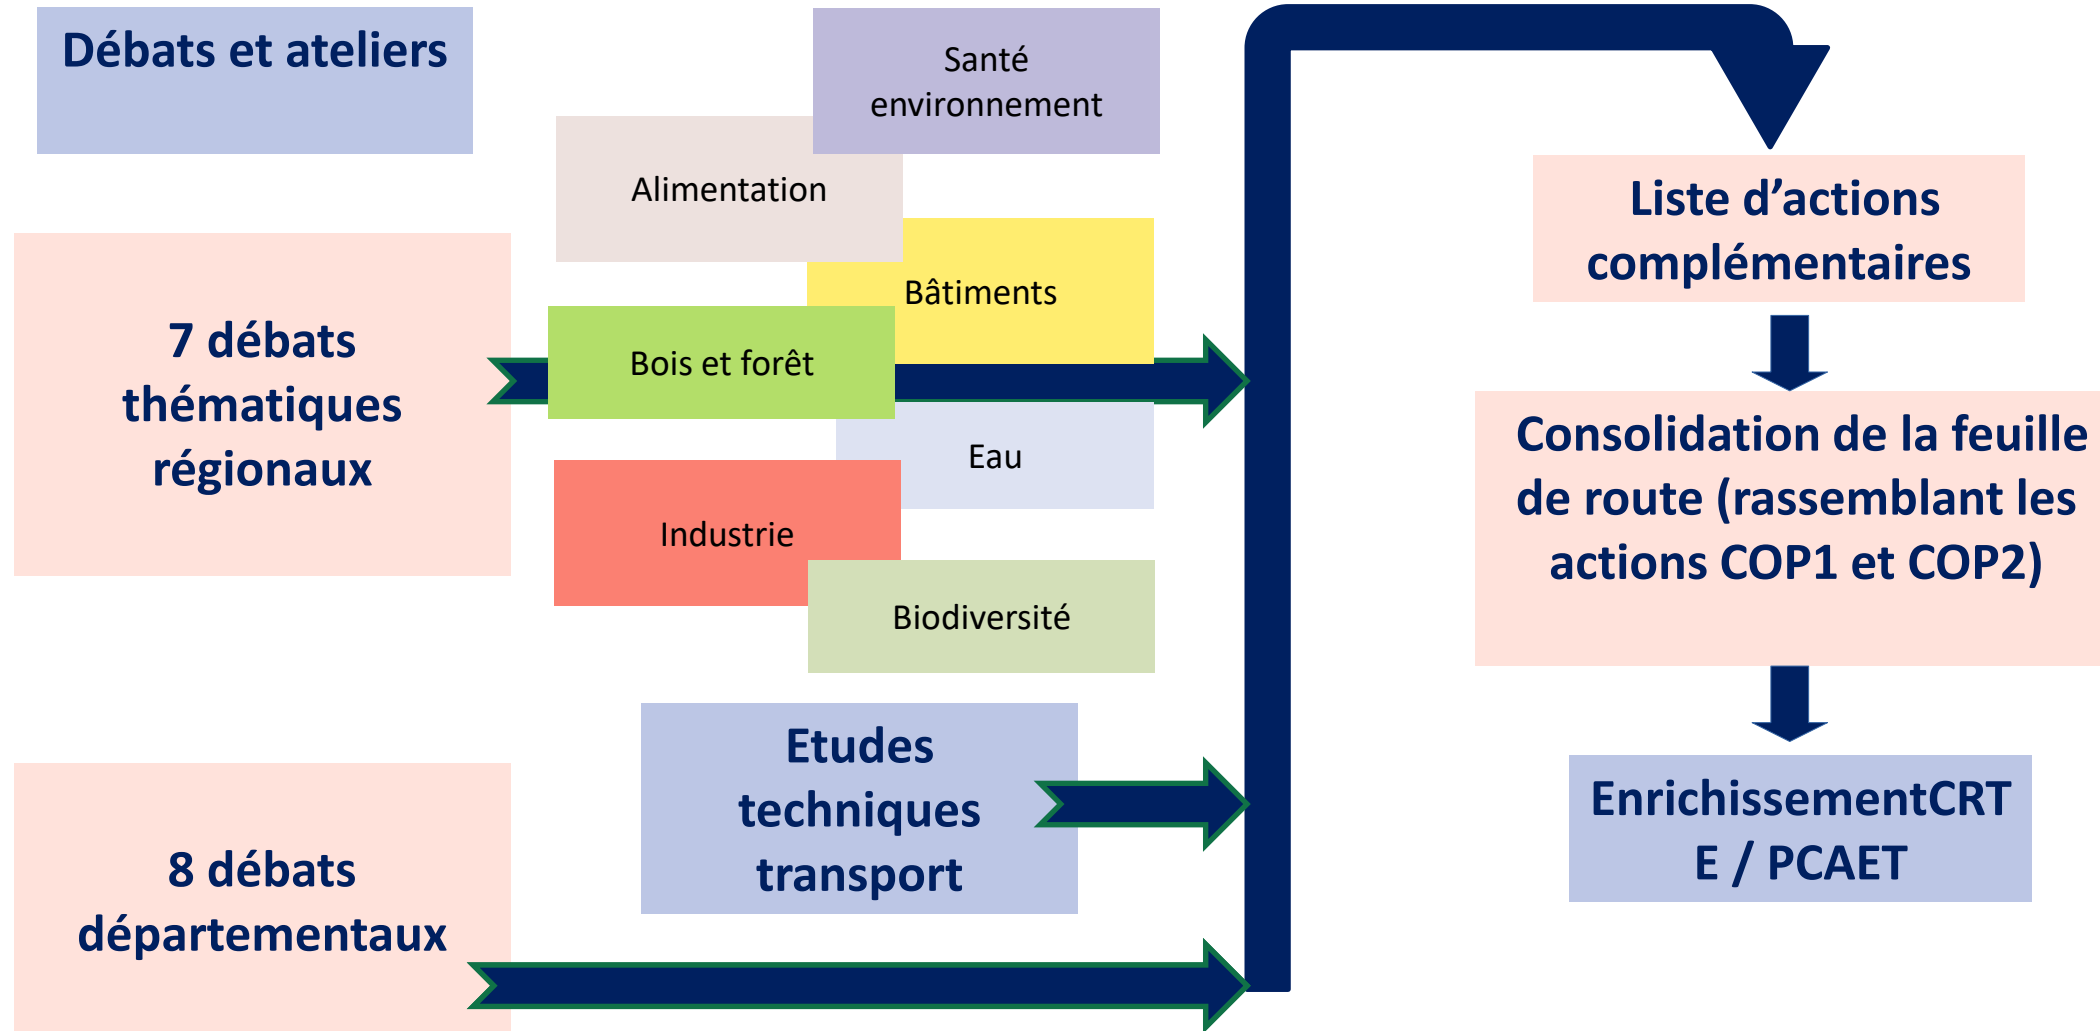 Débats et ateliers
Santé
environnement
Alimentation
Bâtiments
7 débats
thématiques
régionaux
Bois et forêt
Eau
Industrie
Biodiversité
Etudes
techniques
transport
8 débats
départementaux
Liste d’actions
complémentaires
Consolidation de la feuille
de route (rassemblant les
actions COP1 et COP2)
EnrichissementCRT
E / PCAET